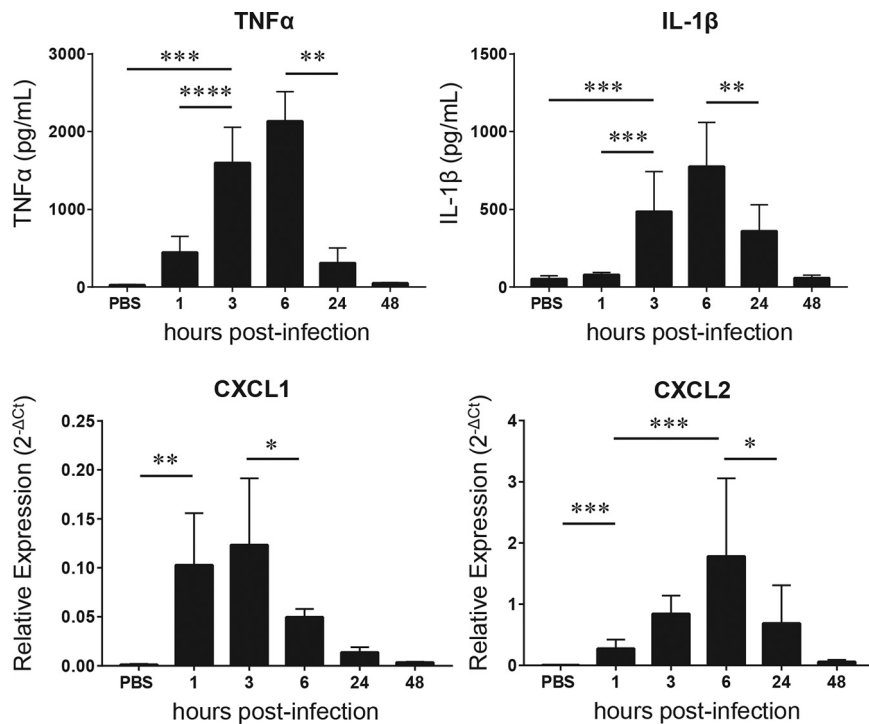 TNFα
TNFα (pg/mL)
3000
2000
1000
0
***
**
****
PBS 1 3 6 24 48
hours post-infection
IL-1β
IL-1β (pg/mL)
1500
1000
500
0
***
**
***
PBS 1 3 6 24 48
hours post-infection
CXCL1
Relative Expression (2-ΔCt)
0.25
0.20
0.15
0.10
0.05
0.00
*
**
PBS 1 3 6 24 48
hours post-infection
CXCL2
Relative Expression (2-ΔCt)
4
3
2
1
0
***
*
***
PBS 1 3 6 24 48
hours post-infection